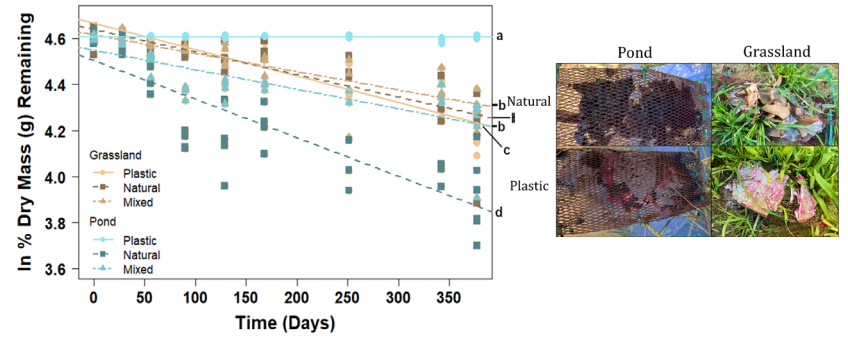 ln % Dry Mass (g) Remaining
4.6
4.4
4.2
4.0
3.8
3.6
0 50 100 150 200 250 300 350
Time (Days)
Grassland
Plastic
Natural
Mixed
Pond
Plastic
Natural
Mixed
a
b
b
c
d
Pond Grassland
Natural
Plastic